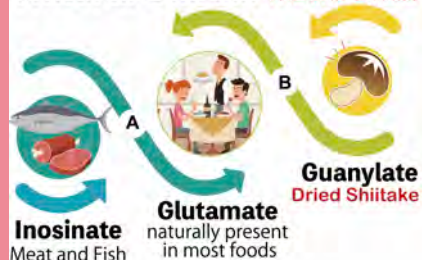 A
B
Inosinate
Meat and Fish
Glutamate
naturally present
in most foods
Guanylate
Dried Shiitake